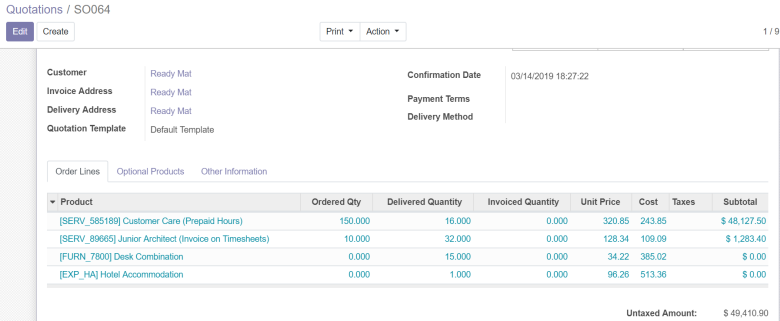 Quotations / SO064
Edit Create Print Action 1 / 9
Customer Ready Mat Confirmation Date 03/14/2019 18:27:22
Invoice Address Ready Mat Payment Terms
Delivery Address Ready Mat Delivery Method
Quotation Template Default Template
Order Lines Optional Products Other Information
Product Ordered Qty Delivered Quantity Invoiced Quantity Unit Price Cost Taxes Subtotal
[SERV_585189] Customer Care (Prepaid Hours) 150.000 16.000 0.000 320.85 243.85 $ 48,127.50
[SERV_89665] Junior Architect (Invoice on Timesheets) 10.000 32.000 0.000 128.34 109.09 $ 1,283.40
[FURN_7800] Desk Combination 0.000 15.000 0.000 34.22 385.02 $ 0.00
[EXP_HA] Hotel Accommodation 0.000 1.000 0.000 96.26 513.36 $ 0.00
Untaxed Amount: $ 49,410.90